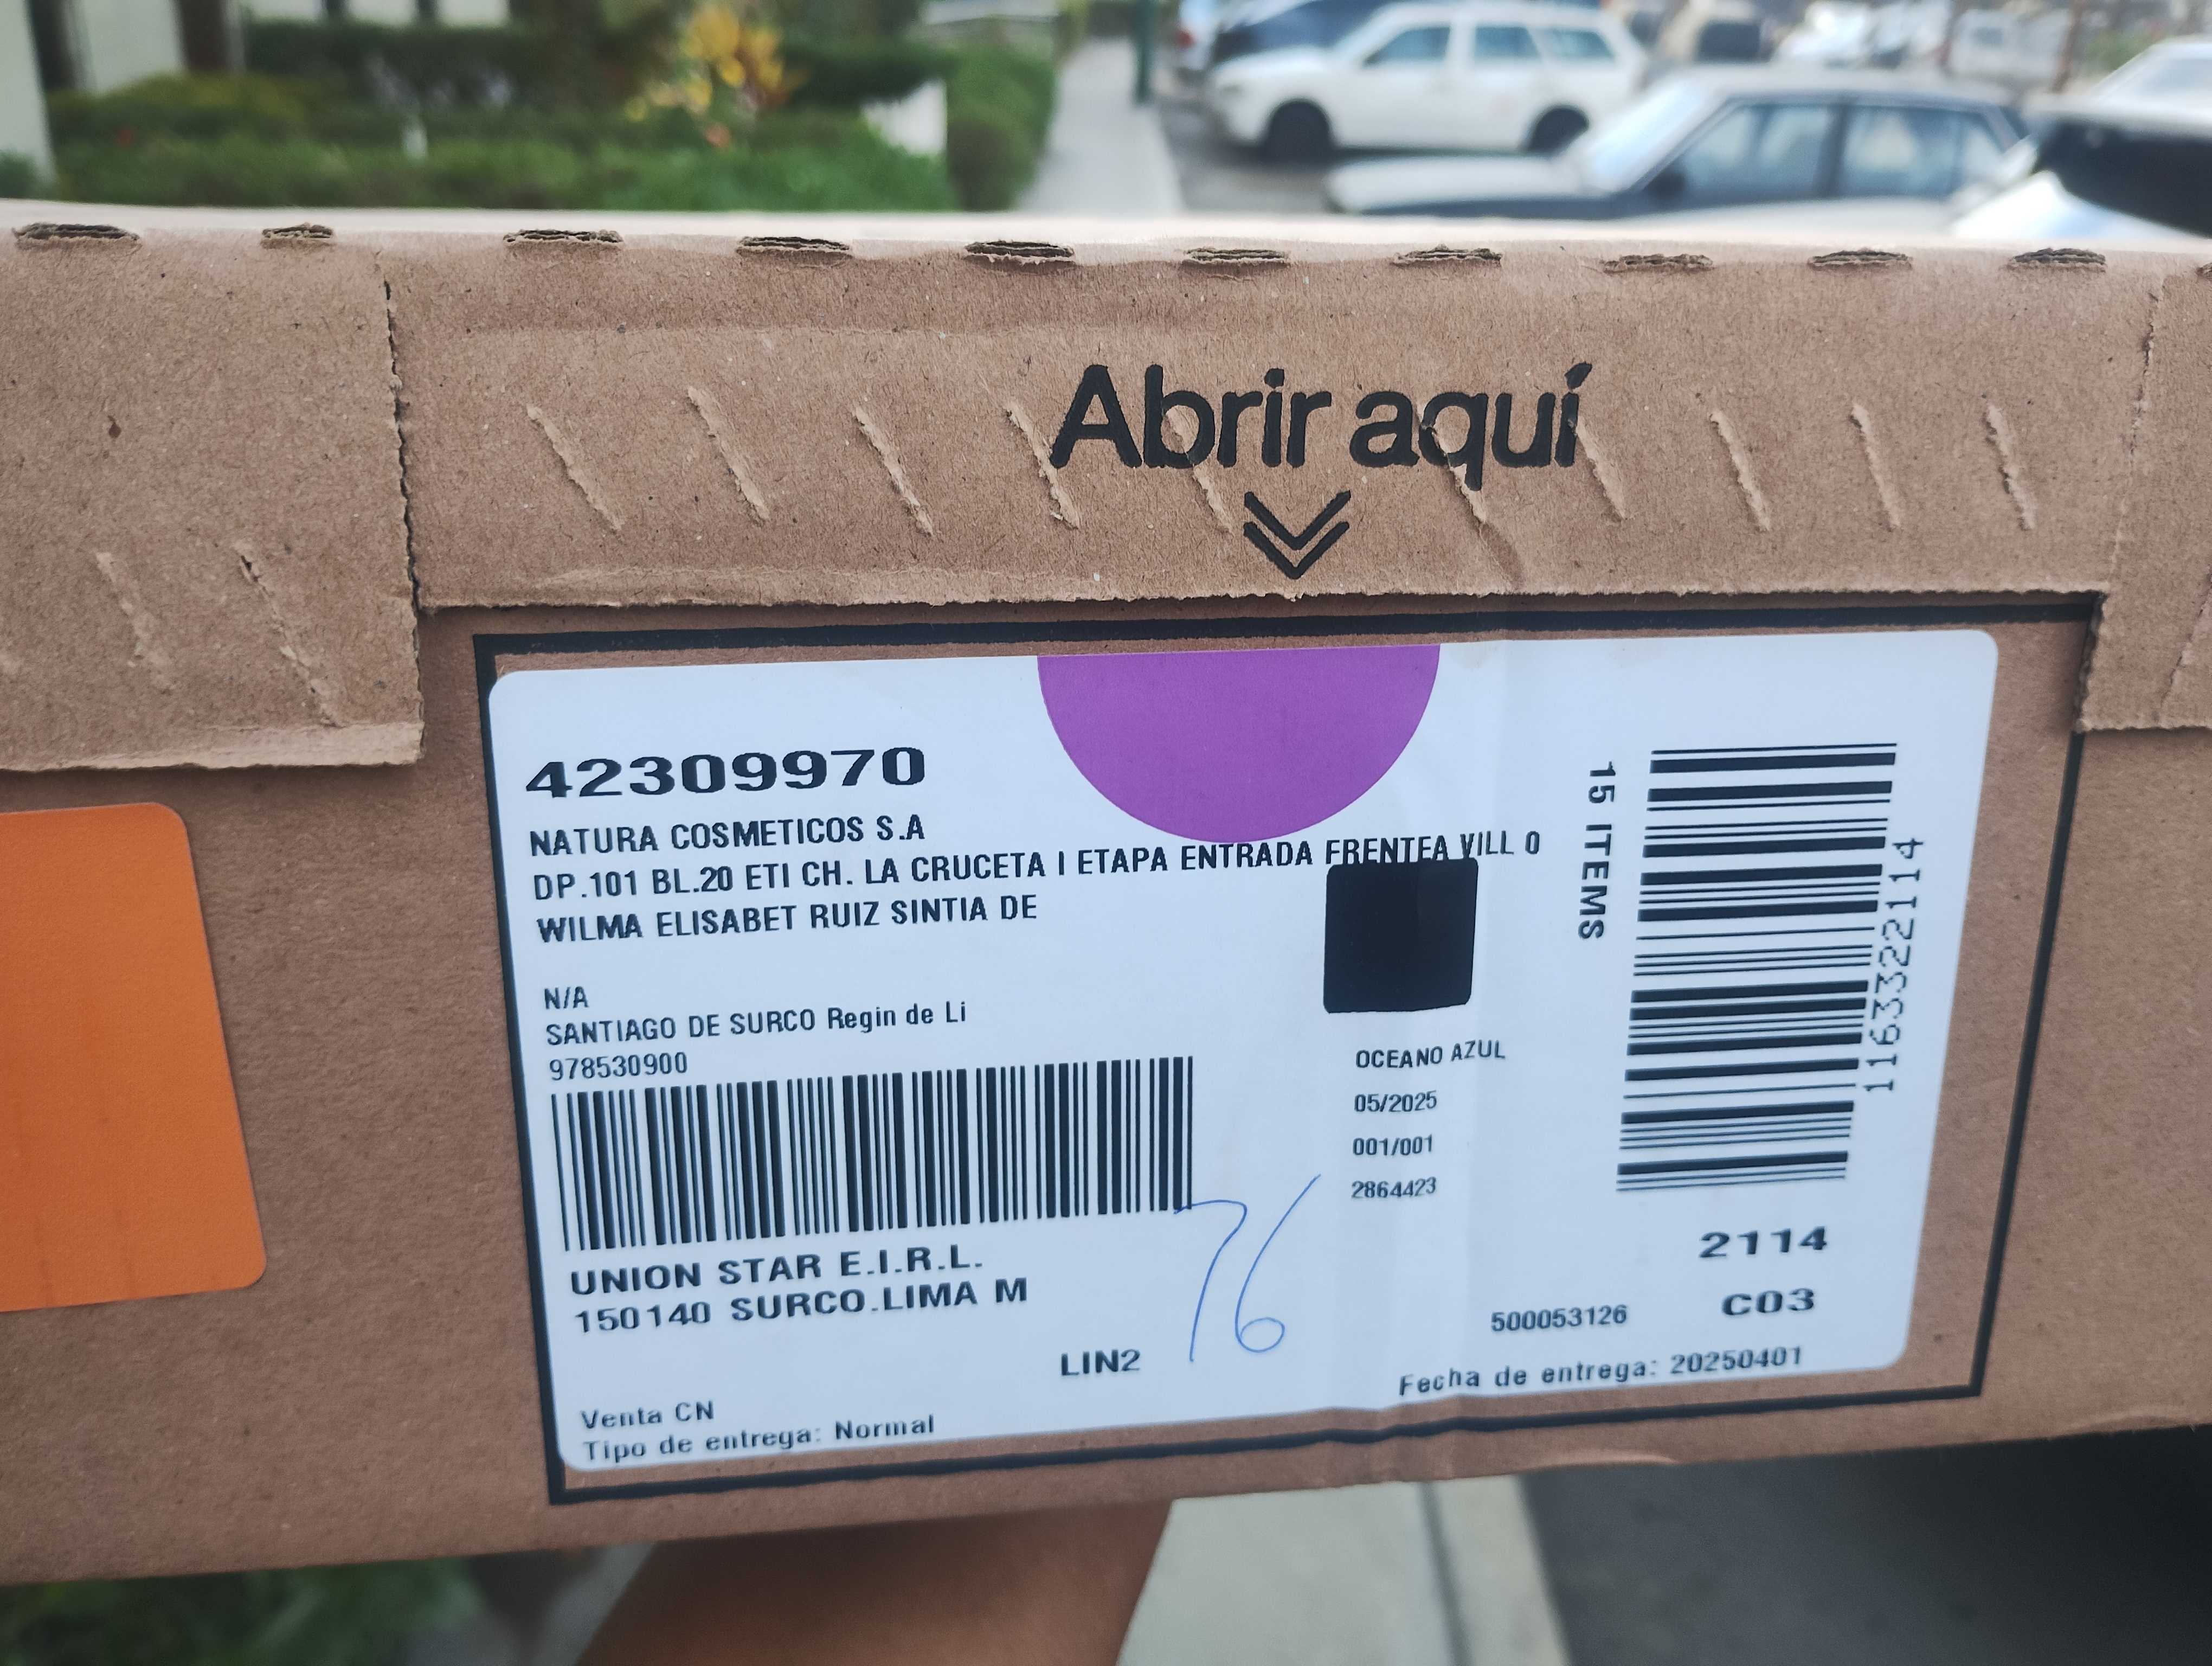 Abrir aquí
42309970
NATURA COSMETICOS S.A
DP.101 BL.20 ETI CH. LA CRUCETA I ETAPA ENTRADA FRENTEA VILL 0
WILMA ELISABET RUIZ SINTIA DE
N/A
SANTIAGO DE SURCO Regin de Li
978530900
UNION STAR E.I.R.L.
150140 SURCO.LIMA M
LIN2
76
Venta CN
Tipo de entrega: Normal
OCEANO AZUL
05/2025
001/001
2864423
15 ITEMS
1163322114
2114
C03
500053126
Fecha de entrega: 20250401